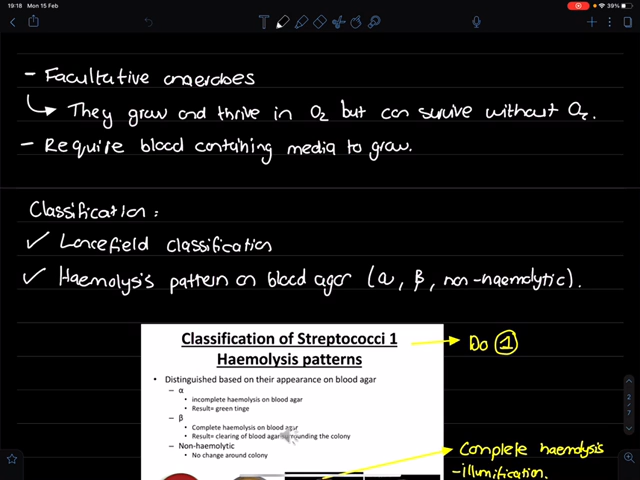 19:18 Mon 15 Feb
39%
- Facultative anaerobes
They grow and thrive in O2 but can survive without O2.
- Require blood containing media to grow.
Classification:
✓ Lancefield classification
✓ Haemolysis pattern on blood agar (α, β, non-haemolytic).
Classification of Streptococci 1
Haemolysis patterns
Do 1
• Distinguished based on their appearance on blood agar
– α
• incomplete haemolysis on blood agar
• Result= green tinge
– β
• Complete haemolysis on blood agar
• Result= clearing of blood agar surrounding the colony
– Non-haemolytic
• No change around colony
Complete haemolysis
- illumification.
2
/
7